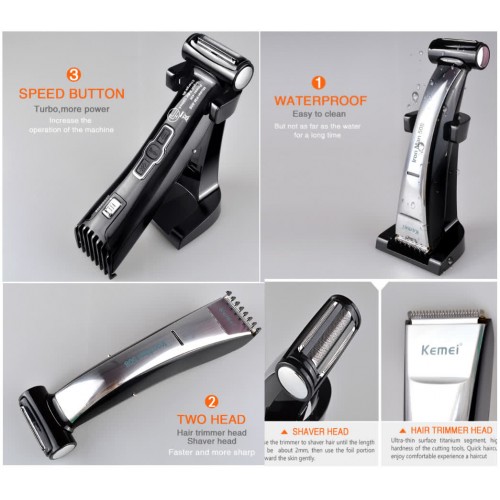 3
SPEED BUTTON
Turbo,more power
Increase the
operation of the machine
1
WATERPROOF
Easy to clean
But not as far as the water
for a long time
2
TWO HEAD
Hair trimmer head
Shaver head
Faster and more sharp
Kemei
Kemei
SHAVER HEAD
se the trimmer to shaver hair until the length
be about 2mm, then use the foil portion
ward the skin gently.
HAIR TRIMMER HEAD
Ultra-thin surface titanium segment, hig
hardness of the cutting tools, Quick haircu
enjoy comfortable experience a haircut